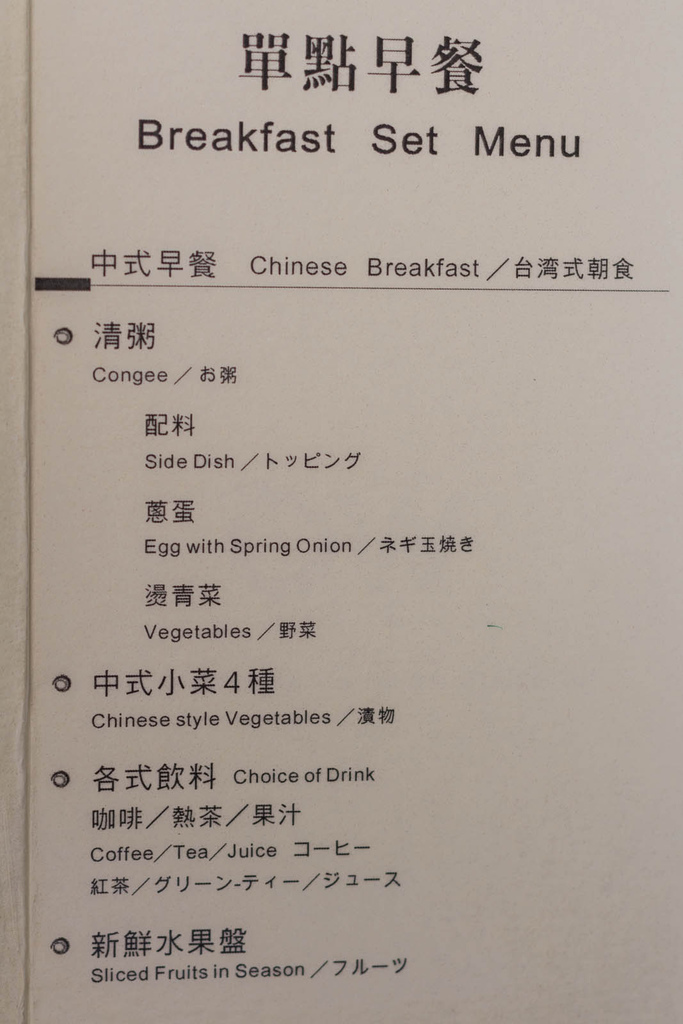 單點早餐
Breakfast Set Menu
中式早餐 Chinese Breakfast／台湾式朝食
清粥
Congee／お粥
配料
Side Dish／トッピング
蔥蛋
Egg with Spring Onion／ネギ玉焼き
燙青菜
Vegetables／野菜
中式小菜4種
Chinese style Vegetables／漬物
各式飲料 Choice of Drink
咖啡／熱茶／果汁
Coffee／Tea／Juice コーヒー
紅茶／グリーン-ティー／ジュース
新鮮水果盤
Sliced Fruits in Season／フルーツ